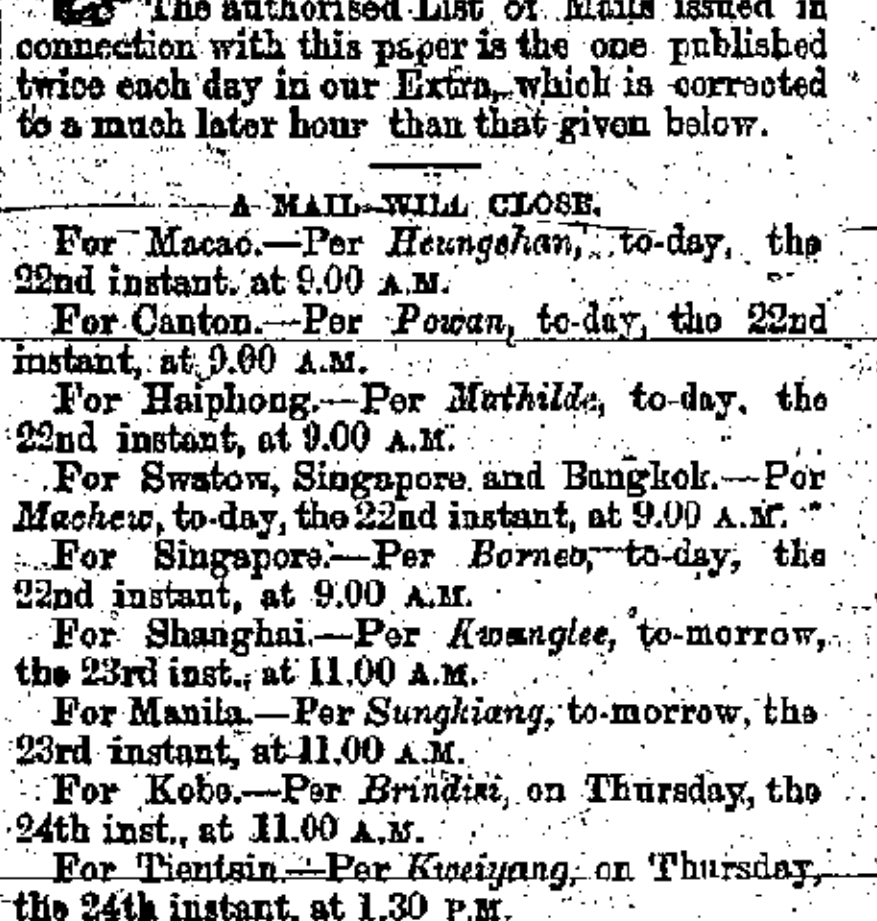 The authorised List of Mails issued in
connection with this paper is the one published
twice each day in our Extra, which is corrected
to a much later hour than that given below.
A MAIL WILL CLOSE.
For Macao.—Per Heungshan, to-day, the
22nd instant, at 9.00 A.M.
For Canton.—Per Powan, to-day, the 22nd
instant, at 9.00 A.M.
For Haiphong.—Per Mathilde, to-day, the
22nd instant, at 9.00 A.M.
For Swatow, Singapore and Bangkok.—Per
Machew, to-day, the 22nd instant, at 9.00 A.M.
For Singapore.—Per Borneo, to-day, the
22nd instant, at 9.00 A.M.
For Shanghai.—Per Kwanglee, to-morrow,
the 23rd inst., at 11.00 A.M.
For Manila.—Per Sungkiang, to-morrow, the
23rd instant, at 11.00 A.M.
For Kobe.—Per Brindisi, on Thursday, the
24th inst., at 11.00 A.M.
For Tientsin.—Per Kweiyang, on Thursday,
the 24th instant, at 1.30 P.M.